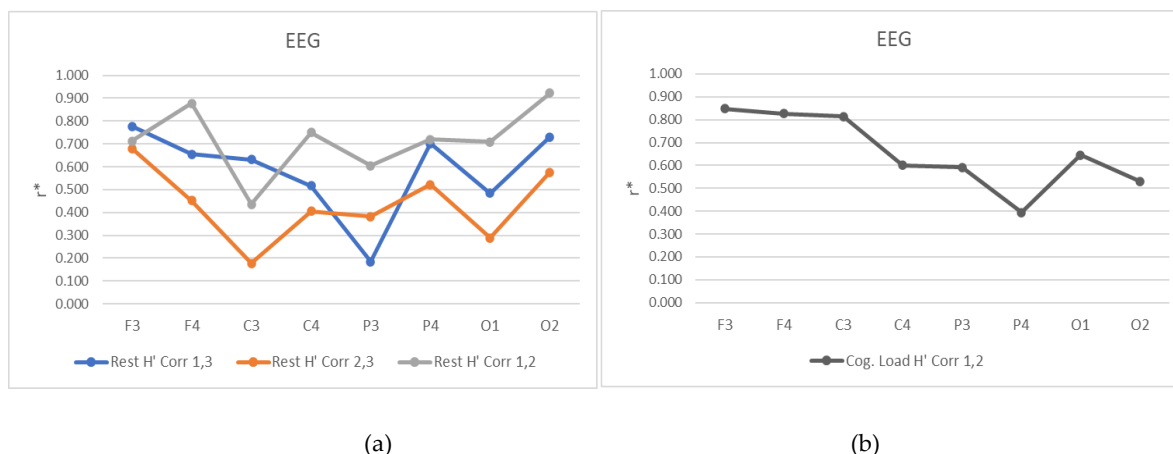 EEG
r*
1.000
0.900
0.800
0.700
0.600
0.500
0.400
0.300
0.200
0.100
0.000
F3 F4 C3 C4 P3 P4 O1 O2
Rest H' Corr 1,3 Rest H' Corr 2,3 Rest H' Corr 1,2
(a)
EEG
r*
1.000
0.900
0.800
0.700
0.600
0.500
0.400
0.300
0.200
0.100
0.000
F3 F4 C3 C4 P3 P4 O1 O2
Cog. Load H' Corr 1,2
(b)